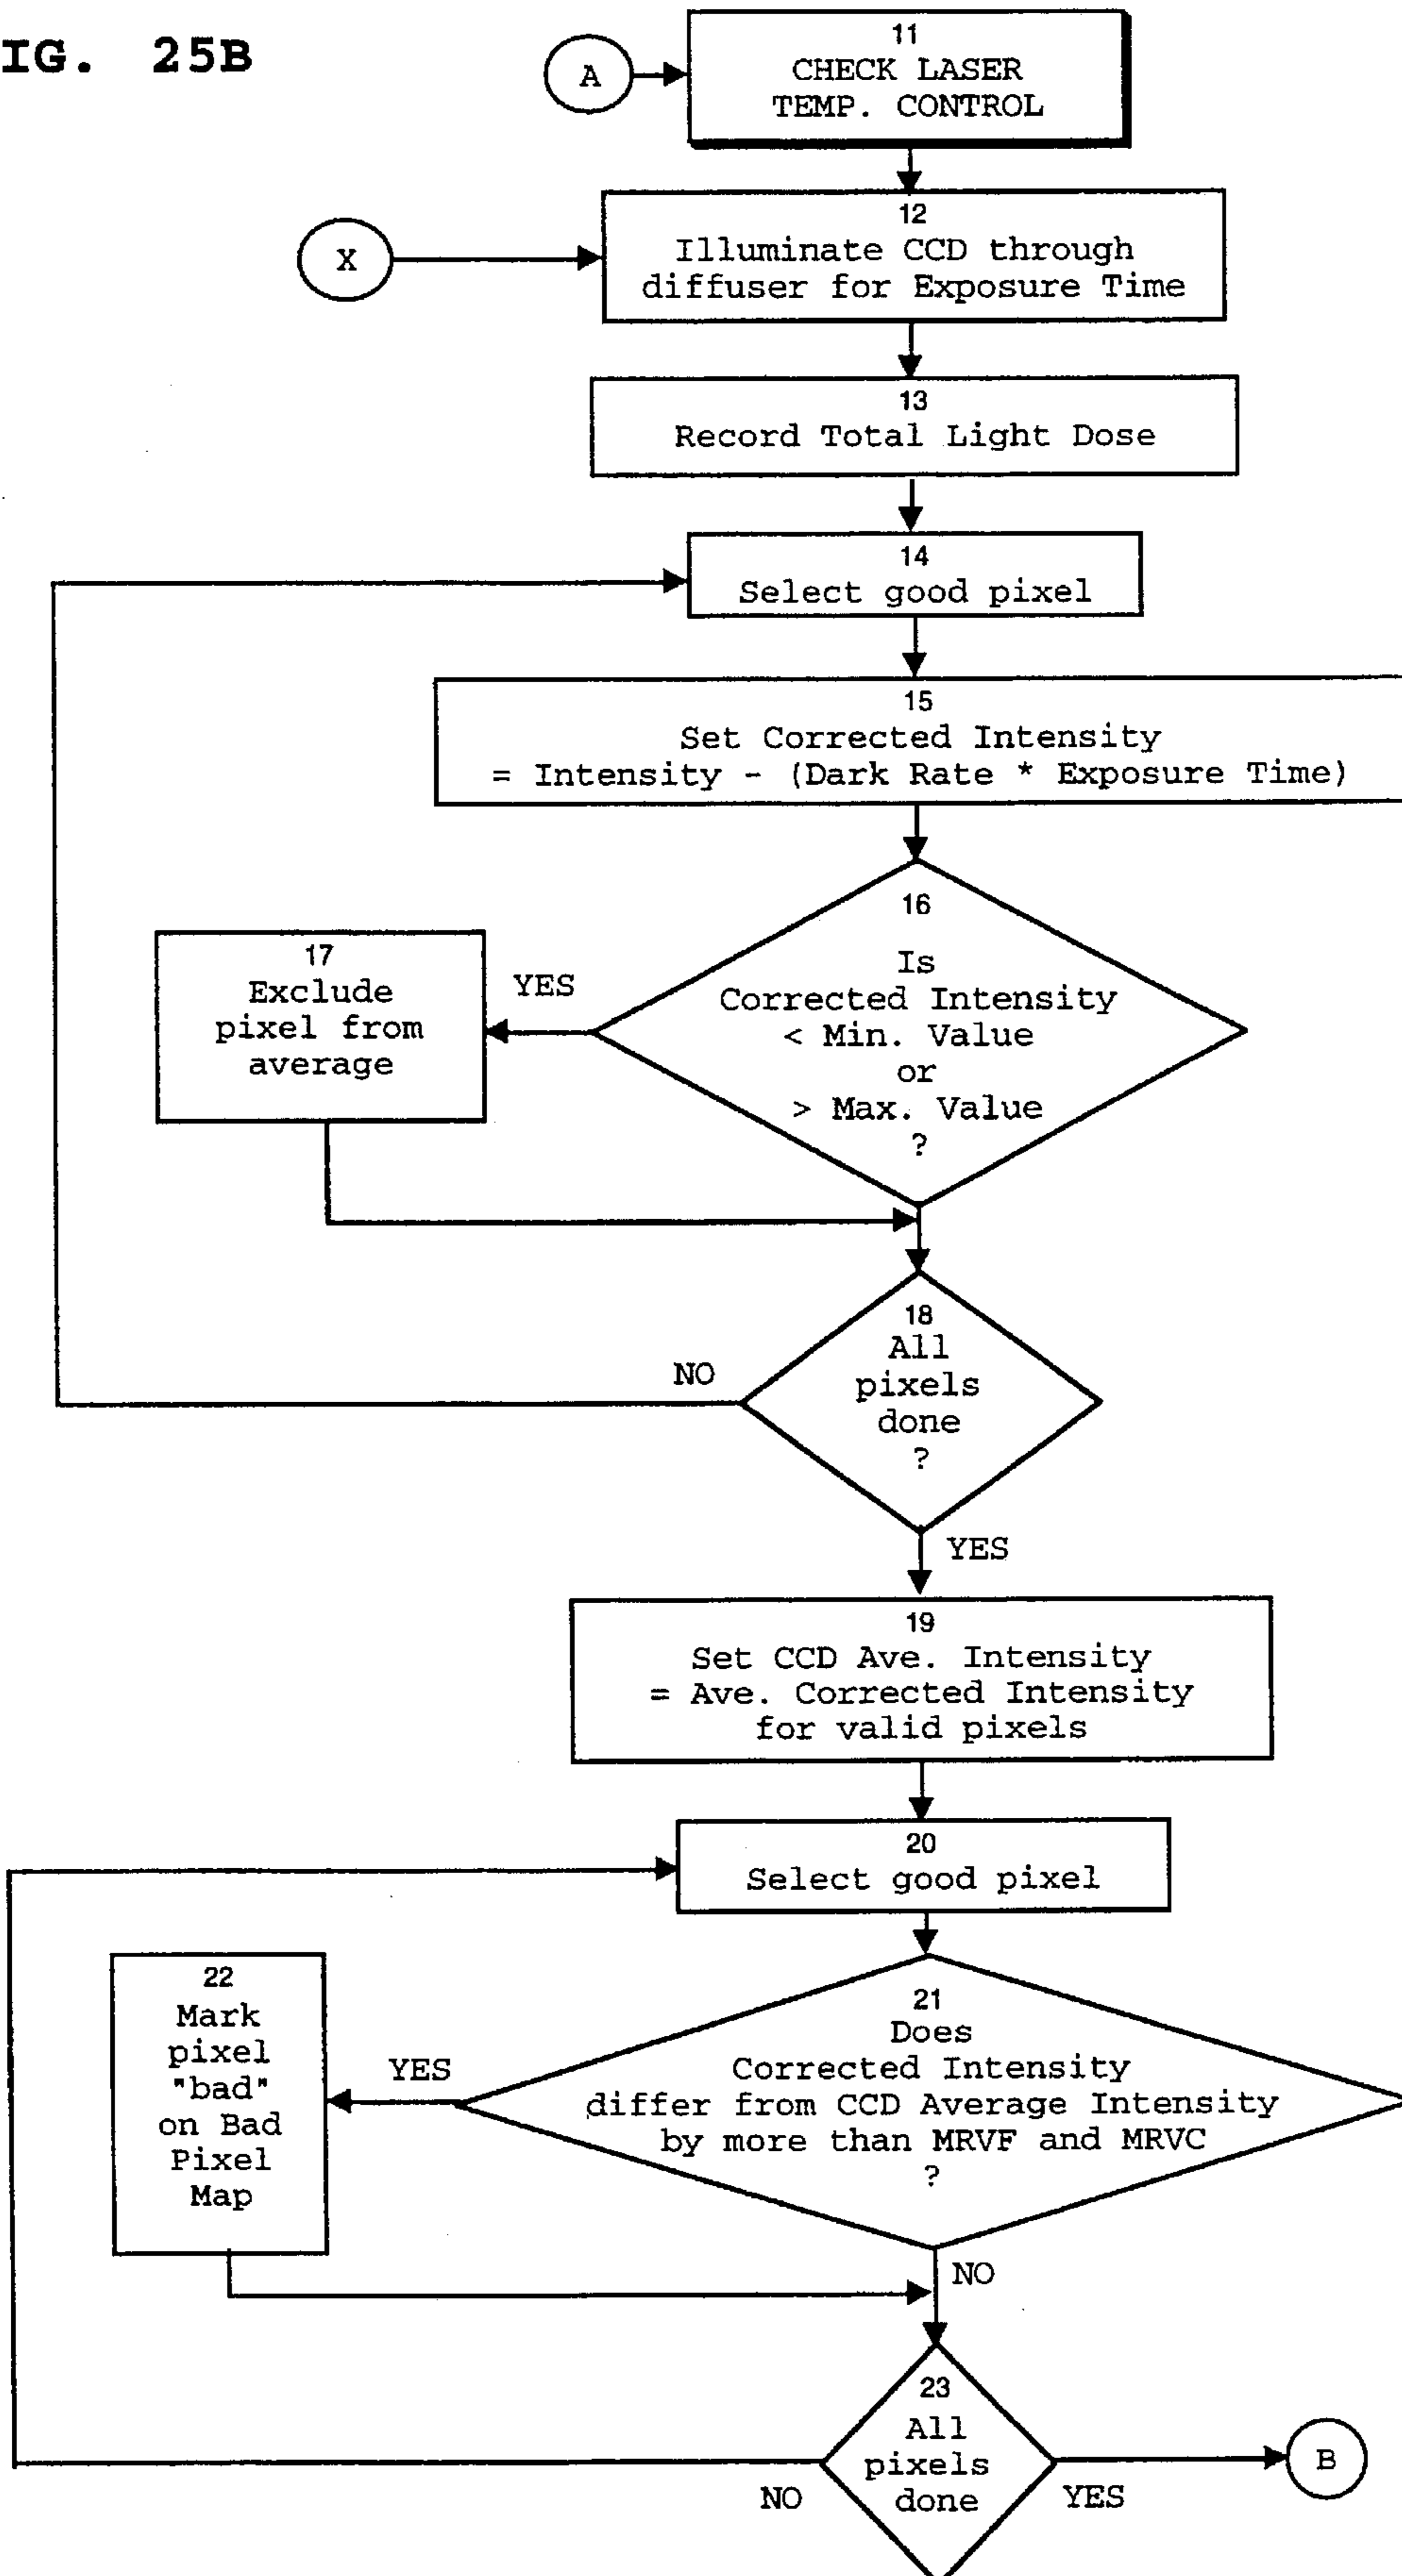 IG. 25B
A
11
CHECK LASER
TEMP. CONTROL
X
12
Illuminate CCD through
diffuser for Exposure Time
13
Record Total Light Dose
14
Select good pixel
15
Set Corrected Intensity
= Intensity - (Dark Rate * Exposure Time)
16
Is
Corrected Intensity
< Min. Value
or
> Max. Value
?
YES
17
Exclude
pixel from
average
18
All
pixels
done
?
NO
YES
19
Set CCD Ave. Intensity
= Ave. Corrected Intensity
for valid pixels
20
Select good pixel
21
Does
Corrected Intensity
differ from CCD Average Intensity
by more than MRVF and MRVC
?
YES
22
Mark
pixel
"bad"
on Bad
Pixel
Map
NO
23
All
pixels
done
NO
YES
B